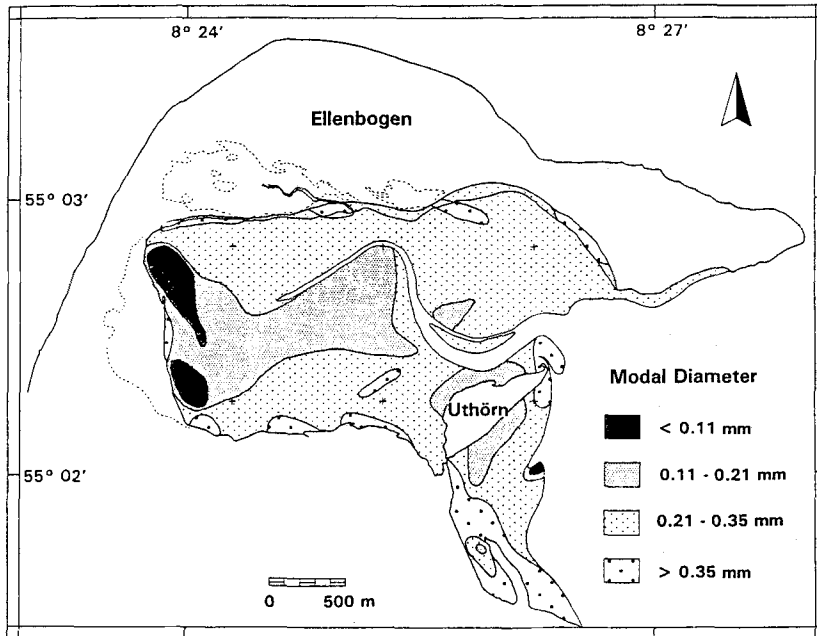 8° 24'
8° 27'
Ellenbogen
55° 03'
Uthörn
Modal Diameter
< 0.11 mm
0.11 - 0.21 mm
0.21 - 0.35 mm
> 0.35 mm
55° 02'
0 500 m